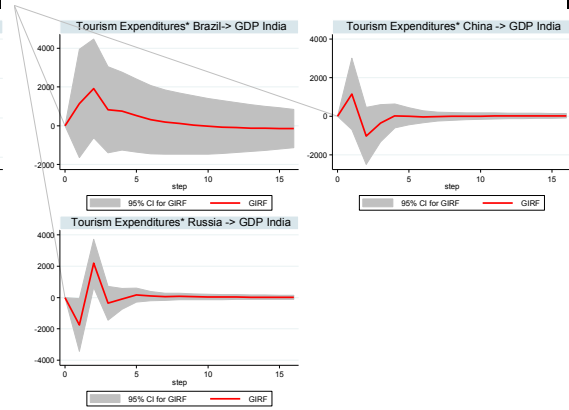 Tourism Expenditures* Brazil-> GDP India
4000
2000
0
-2000
0
5
10
15
step
95% CI for GIRF
GIRF
Tourism Expenditures* China -> GDP India
4000
2000
0
-2000
0
5
10
15
step
95% CI for GIRF
GIRF
Tourism Expenditures* Russia -> GDP India
4000
2000
0
-2000
-4000
0
5
10
15
step
95% CI for GIRF
GIRF